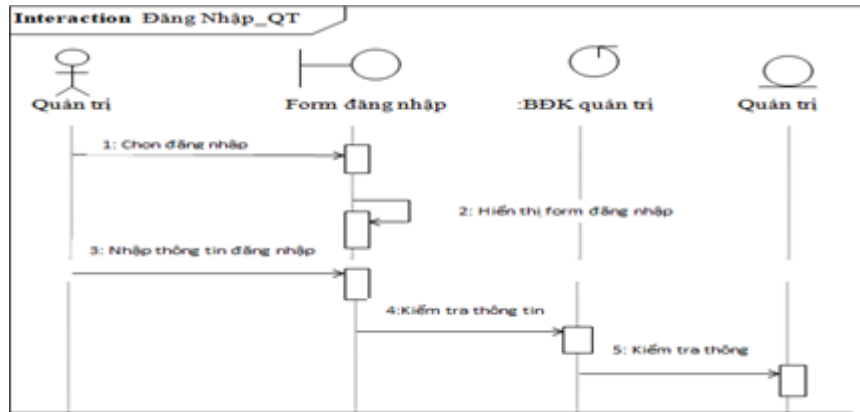 Interaction Đăng Nhập_QT
Quản trị
Form đăng nhập
:BĐK quản trị
Quản trị
1: Chọn đăng nhập
2: Hiển thị form đăng nhập
3: Nhập thông tin đăng nhập
4:Kiểm tra thông tin
5: Kiểm tra thông